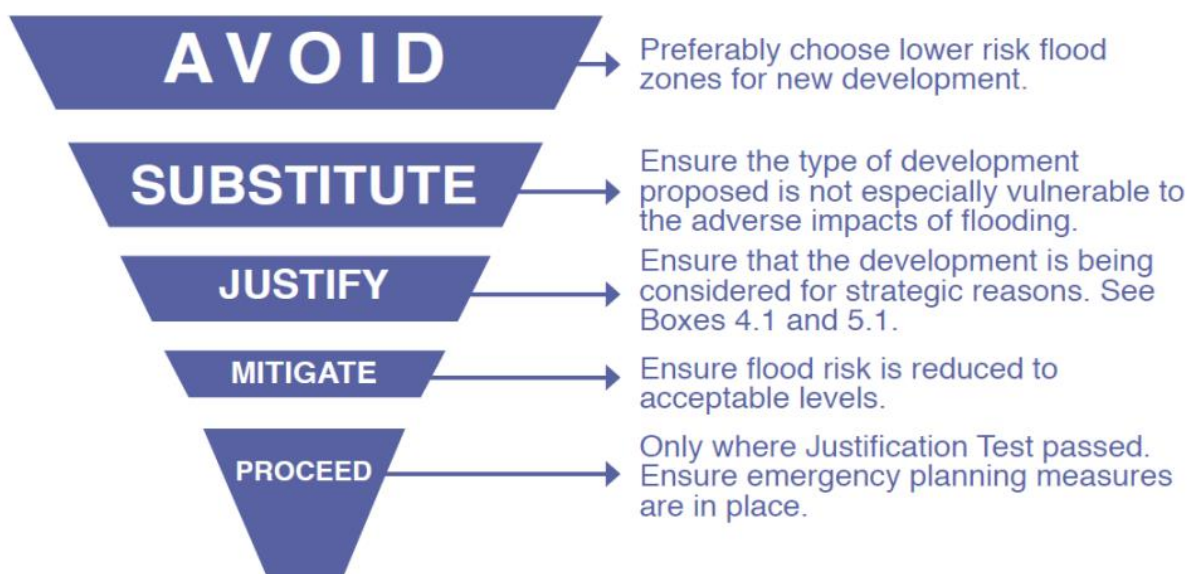 AVOID
Preferably choose lower risk flood
zones for new development.
SUBSTITUTE
Ensure the type of development
proposed is not especially vulnerable to
the adverse impacts of flooding.
JUSTIFY
Ensure that the development is being
considered for strategic reasons. See
Boxes 4.1 and 5.1.
MITIGATE
Ensure flood risk is reduced to
acceptable levels.
PROCEED
Only where Justification Test passed.
Ensure emergency planning measures
are in place.